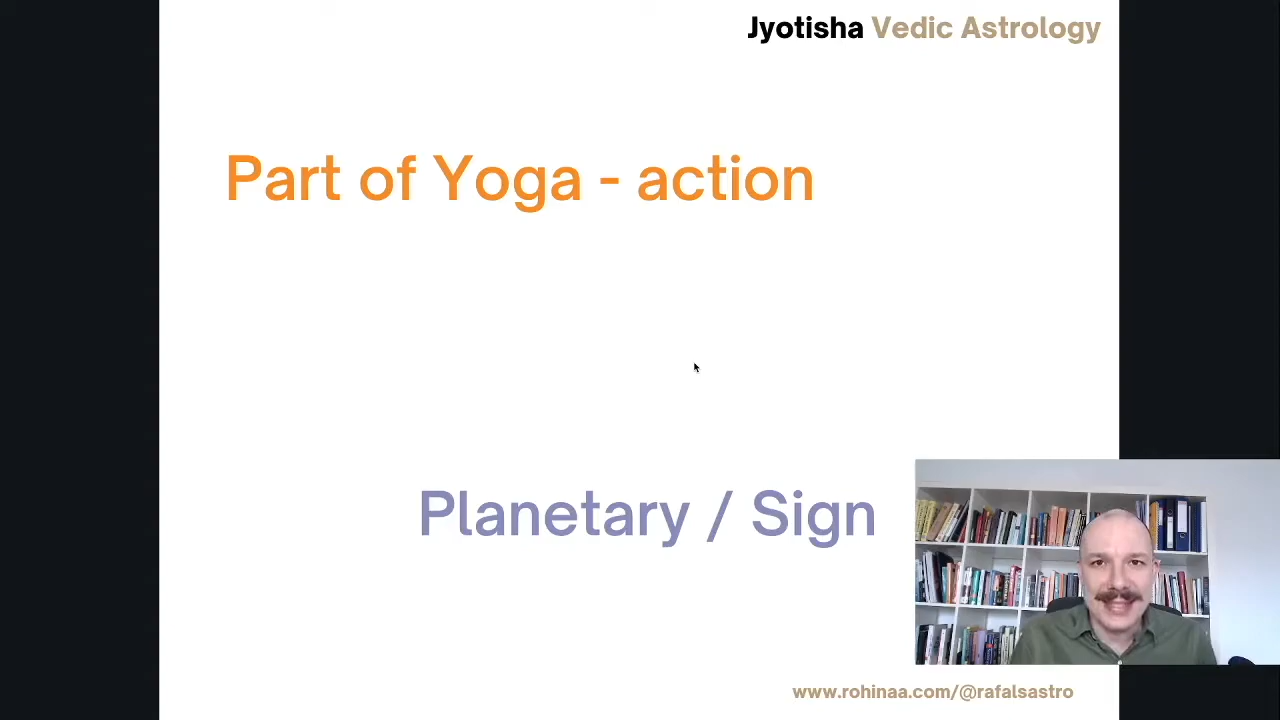 Jyotisha Vedic Astrology
Part of Yoga - action
Planetary / Sign
www.rohinaa.com/@rafalsastro